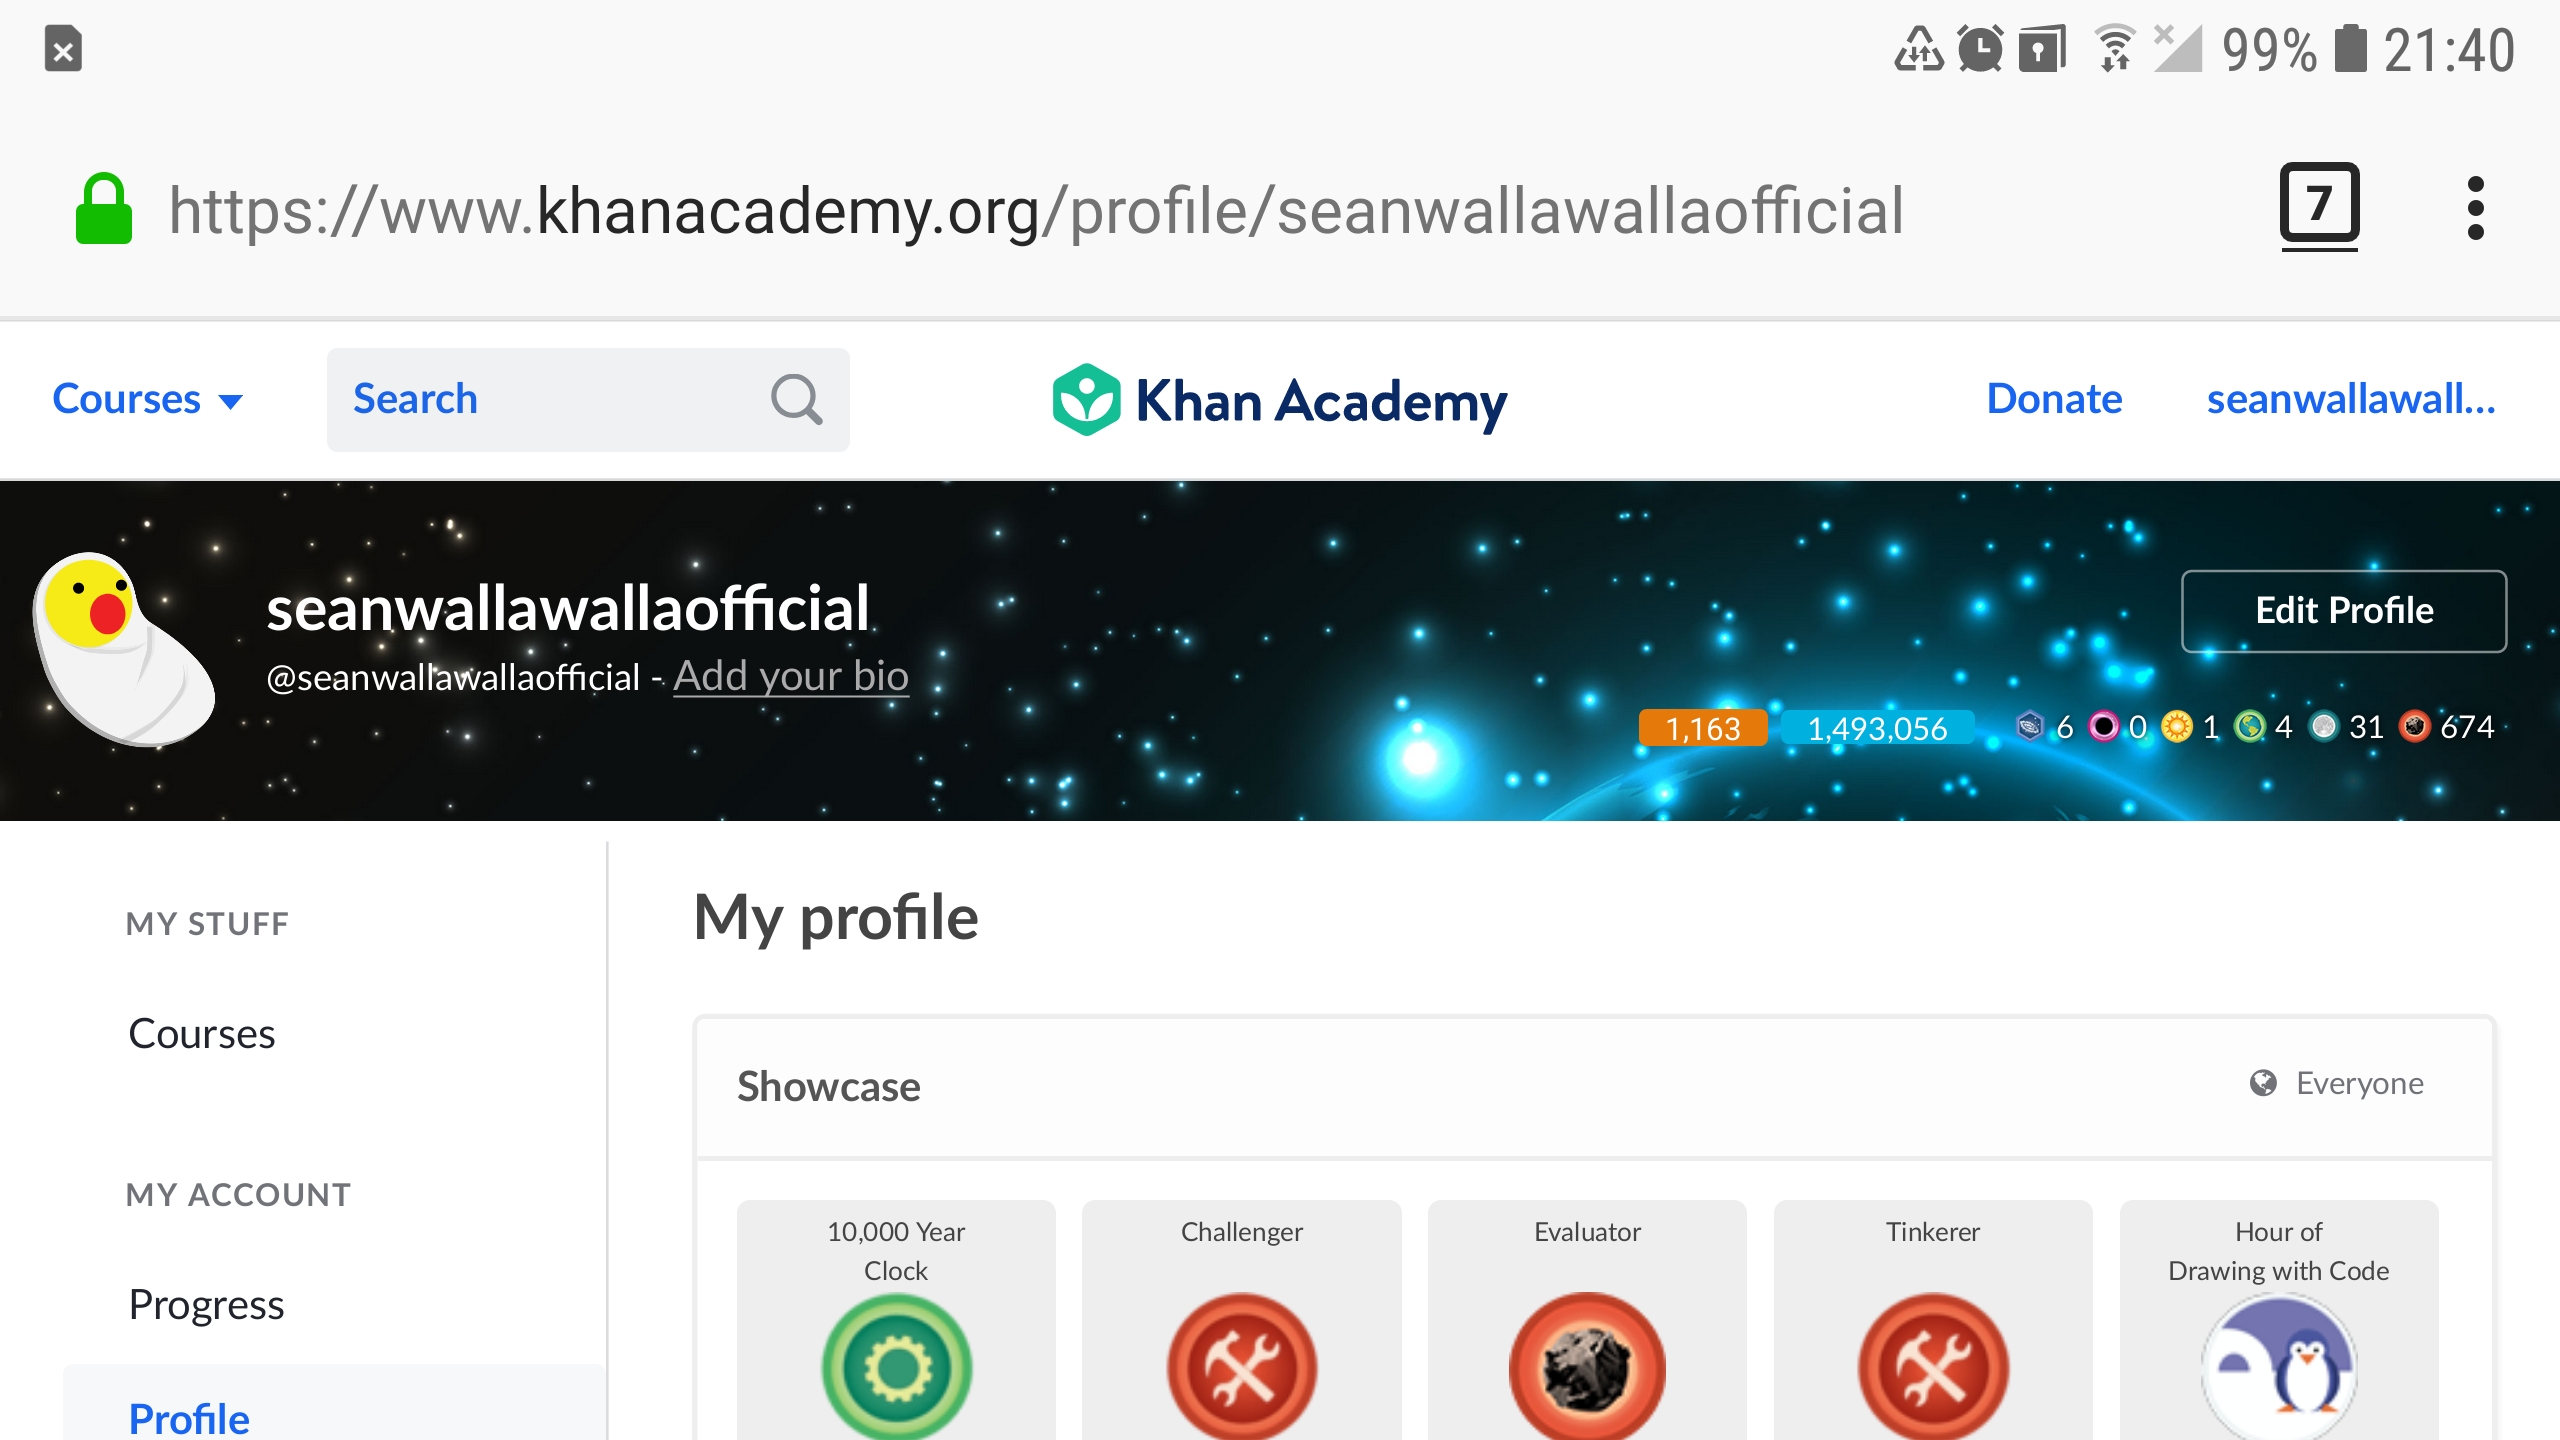 99% 21:40
https://www.khanacademy.org/profile/seanwallawallaofficial
7
Courses
Search
Khan Academy
Donate
seanwallawall...
seanwallawallaofficial
@seanwallawallaofficial - Add your bio
Edit Profile
1,163 1,493,056 6 0 1 4 31 674
MY STUFF
Courses
MY ACCOUNT
Progress
Profile
My profile
Showcase
Everyone
10,000 Year
Clock
Challenger
Evaluator
Tinkerer
Hour of
Drawing with Code